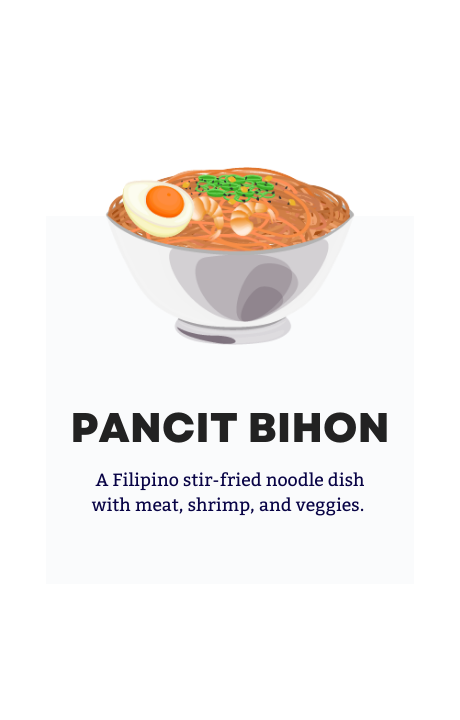 PANCIT BIHON
A Filipino stir-fried noodle dish
with meat, shrimp, and veggies.